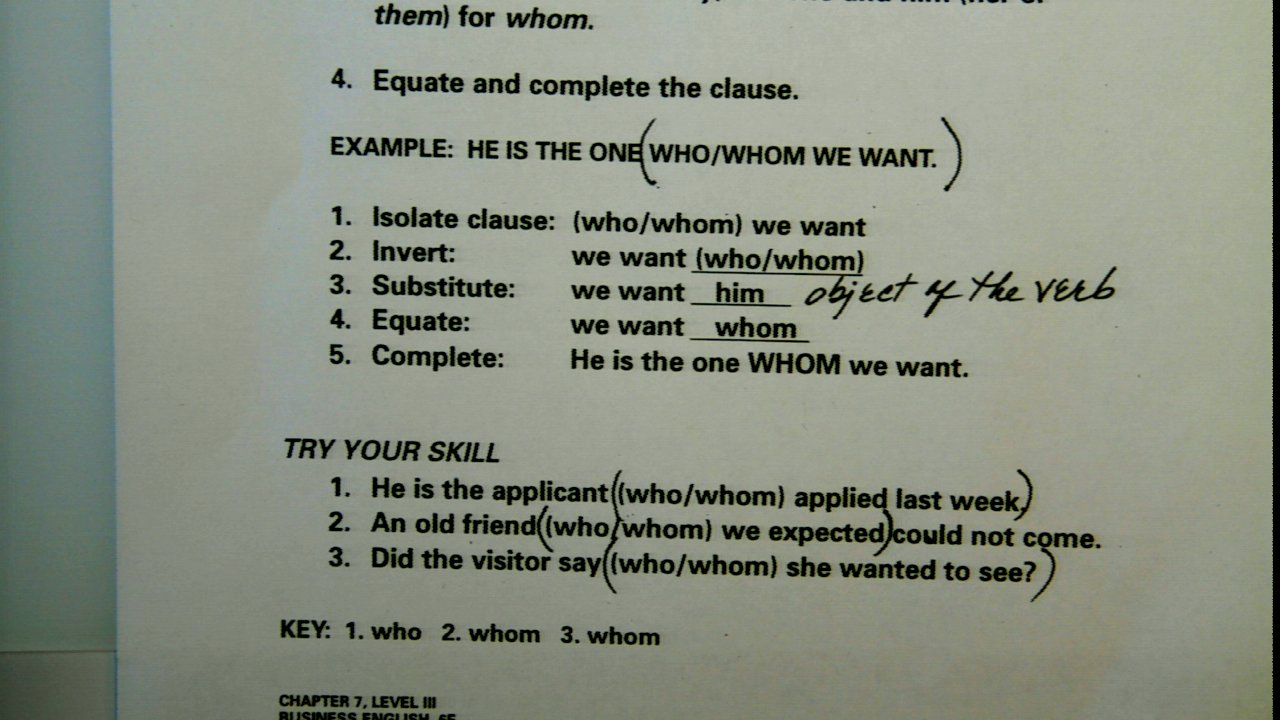 them) for whom.
4. Equate and complete the clause.
EXAMPLE: HE IS THE ONE (WHO/WHOM WE WANT.)
1. Isolate clause: (who/whom) we want
2. Invert: we want (who/whom)
3. Substitute: we want him object of the verb
4. Equate: we want whom
5. Complete: He is the one WHOM we want.
TRY YOUR SKILL
1. He is the applicant ((who/whom) applied last week.)
2. An old friend ((who/whom) we expected) could not come.
3. Did the visitor say ((who/whom) she wanted to see?)
KEY: 1. who 2. whom 3. whom
CHAPTER 7, LEVEL III
BUSINESS ENGLISH, 6E